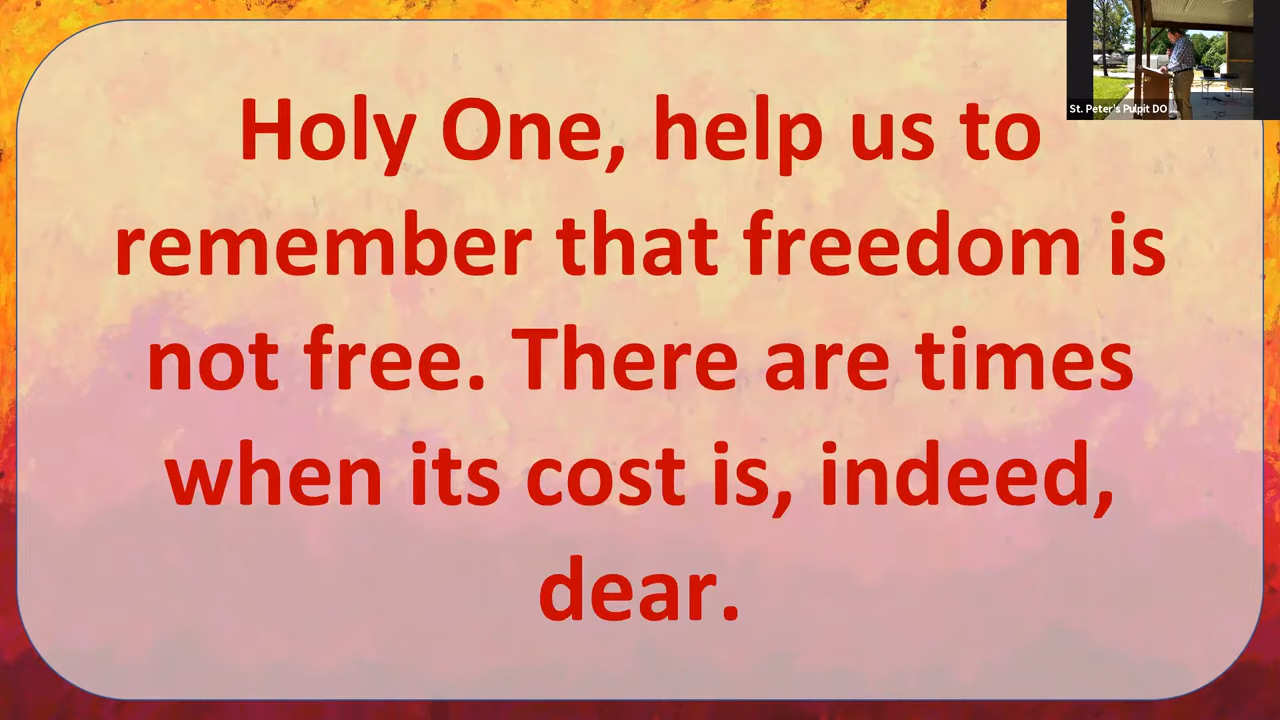 Holy One, help us to
remember that freedom is
not free. There are times
when its cost is, indeed,
dear.
St. Peter's Pulpit DO ...